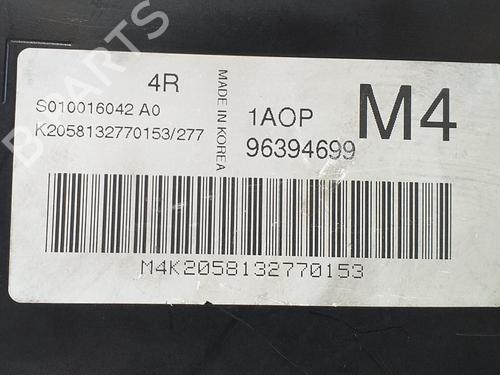 4R
S010016042 A0
K2058132770153/277
MADE IN KOREA
1AOP
96394699
M4
M4K2058132770153
B-PARTS